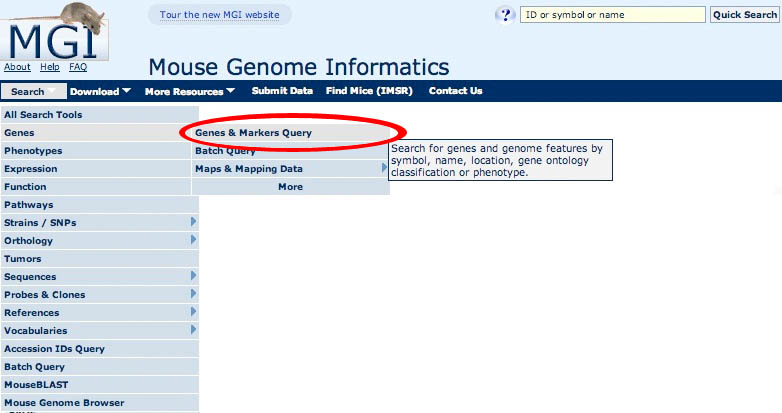 Tour the new MGI website
? ID or symbol or name Quick Search
MGI
About Help FAQ
Mouse Genome Informatics
Search Download More Resources Submit Data Find Mice (IMSR) Contact Us
All Search Tools
Genes
Genes & Markers Query
Phenotypes
Batch Query
Search for genes and genome features by
symbol, name, location, gene ontology
classification or phenotype.
Expression
Maps & Mapping Data
Function
More
Pathways
Strains / SNPs
Orthology
Tumors
Sequences
Probes & Clones
References
Vocabularies
Accession IDs Query
Batch Query
MouseBLAST
Mouse Genome Browser